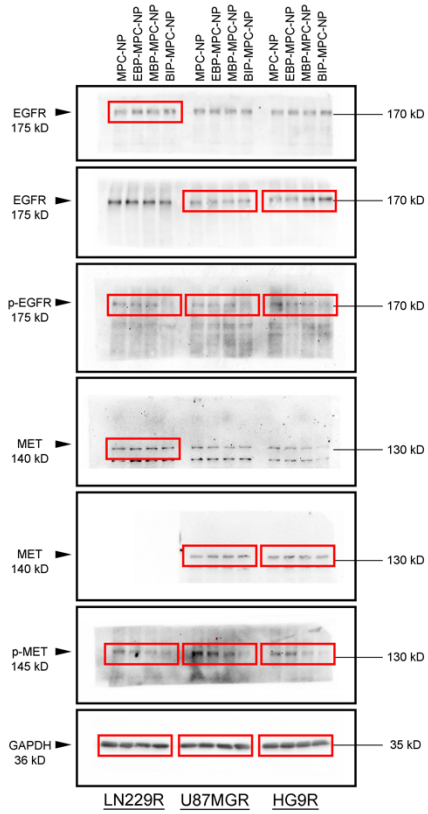 MPC-NP EBP-MPC-NP MBP-MPC-NP BIP-MPC-NP MPC-NP EBP-MPC-NP MBP-MPC-NP BIP-MPC-NP MPC-NP EBP-MPC-NP MBP-MPC-NP BIP-MPC-NP
EGFR 170 kD
175 kD
EGFR 170 kD
175 kD
p-EGFR 170 kD
175 kD
MET 130 kD
140 kD
MET 130 kD
140 kD
p-MET 130 kD
145 kD
GAPDH 35 kD
36 kD
LN229R U87MGR HG9R